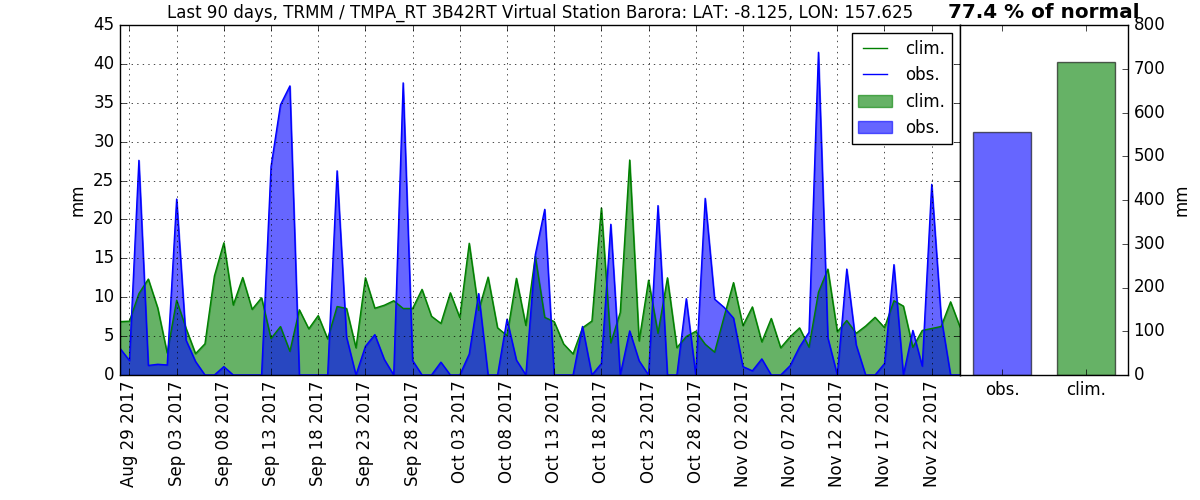 Last 90 days, TRMM / TMPA_RT 3B42RT Virtual Station Barora: LAT: -8.125, LON: 157.625
77.4 % of normal
45
40
35
30
25
20
15
10
5
0
mm
clim.
obs.
clim.
obs.
800
700
600
500
400
300
200
100
0
mm
obs.
clim.
Aug 29 2017
Sep 03 2017
Sep 08 2017
Sep 13 2017
Sep 18 2017
Sep 23 2017
Sep 28 2017
Oct 03 2017
Oct 08 2017
Oct 13 2017
Oct 18 2017
Oct 23 2017
Oct 28 2017
Nov 02 2017
Nov 07 2017
Nov 12 2017
Nov 17 2017
Nov 22 2017